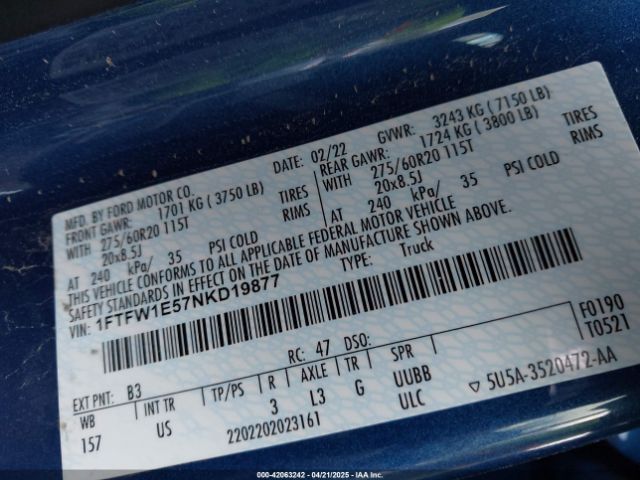 MFD. BY FORD MOTOR CO.
DATE: 02/22
GVWR: 3243 KG ( 7150 LB)
FRONT GAWR: 1701 KG ( 3750 LB)
REAR GAWR: 1724 KG ( 3800 LB)
WITH 275/60R20 115T TIRES
WITH 275/60R20 115T TIRES
20x8.5J RIMS
20x8.5J RIMS
AT 240 kPa/ 35 PSI COLD
AT 240 kPa/ 35 PSI COLD
THIS VEHICLE CONFORMS TO ALL APPLICABLE FEDERAL MOTOR VEHICLE
SAFETY STANDARDS IN EFFECT ON THE DATE OF MANUFACTURE SHOWN ABOVE.
VIN: 1FTFW1E57NKD19877
TYPE: Truck
F0190
T0521
EXT PNT: B3 RC: 47 DSO:
WB INT TR TP/PS R AXLE TR SPR
157 US 3 L3 G UUBB
2202202023161 ULC
5U5A-3520472-AA
000-42063242 - 04/21/2025 - IAAI.COM